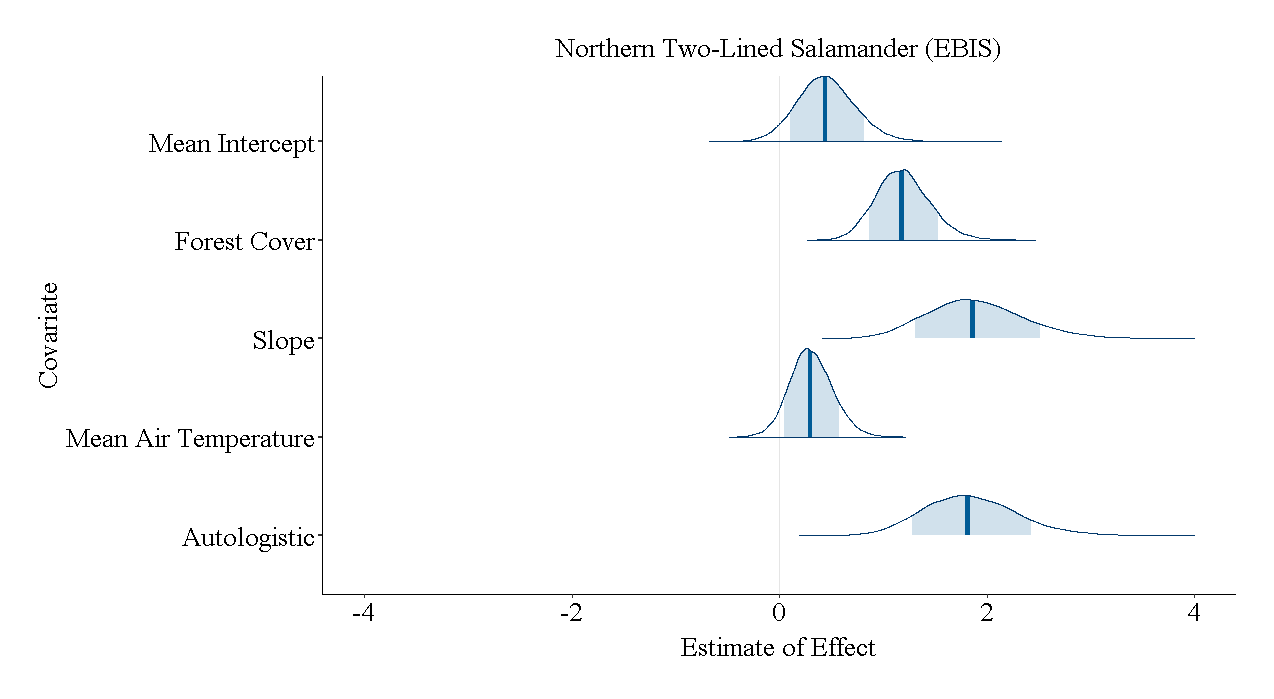 Northern Two-Lined Salamander (EBIS)
Mean Intercept
Forest Cover
Slope
Mean Air Temperature
Autologistic
Covariate
-4
-2
0
2
4
Estimate of Effect